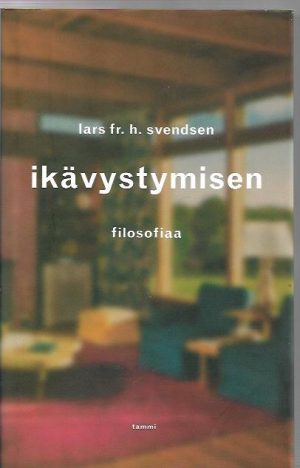 lars fr. h. svendsen
ikävystymisen
filosofiaa
tammi